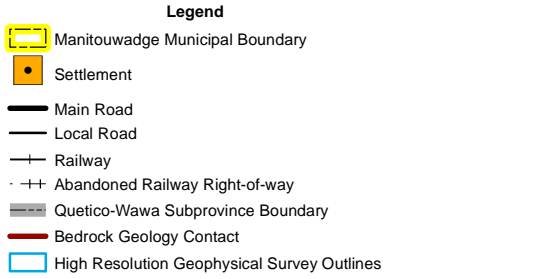 Legend
Manitouwadge Municipal Boundary
Settlement
Main Road
Local Road
Railway
Abandoned Railway Right-of-way
Quetico-Wawa Subprovince Boundary
Bedrock Geology Contact
High Resolution Geophysical Survey Outlines